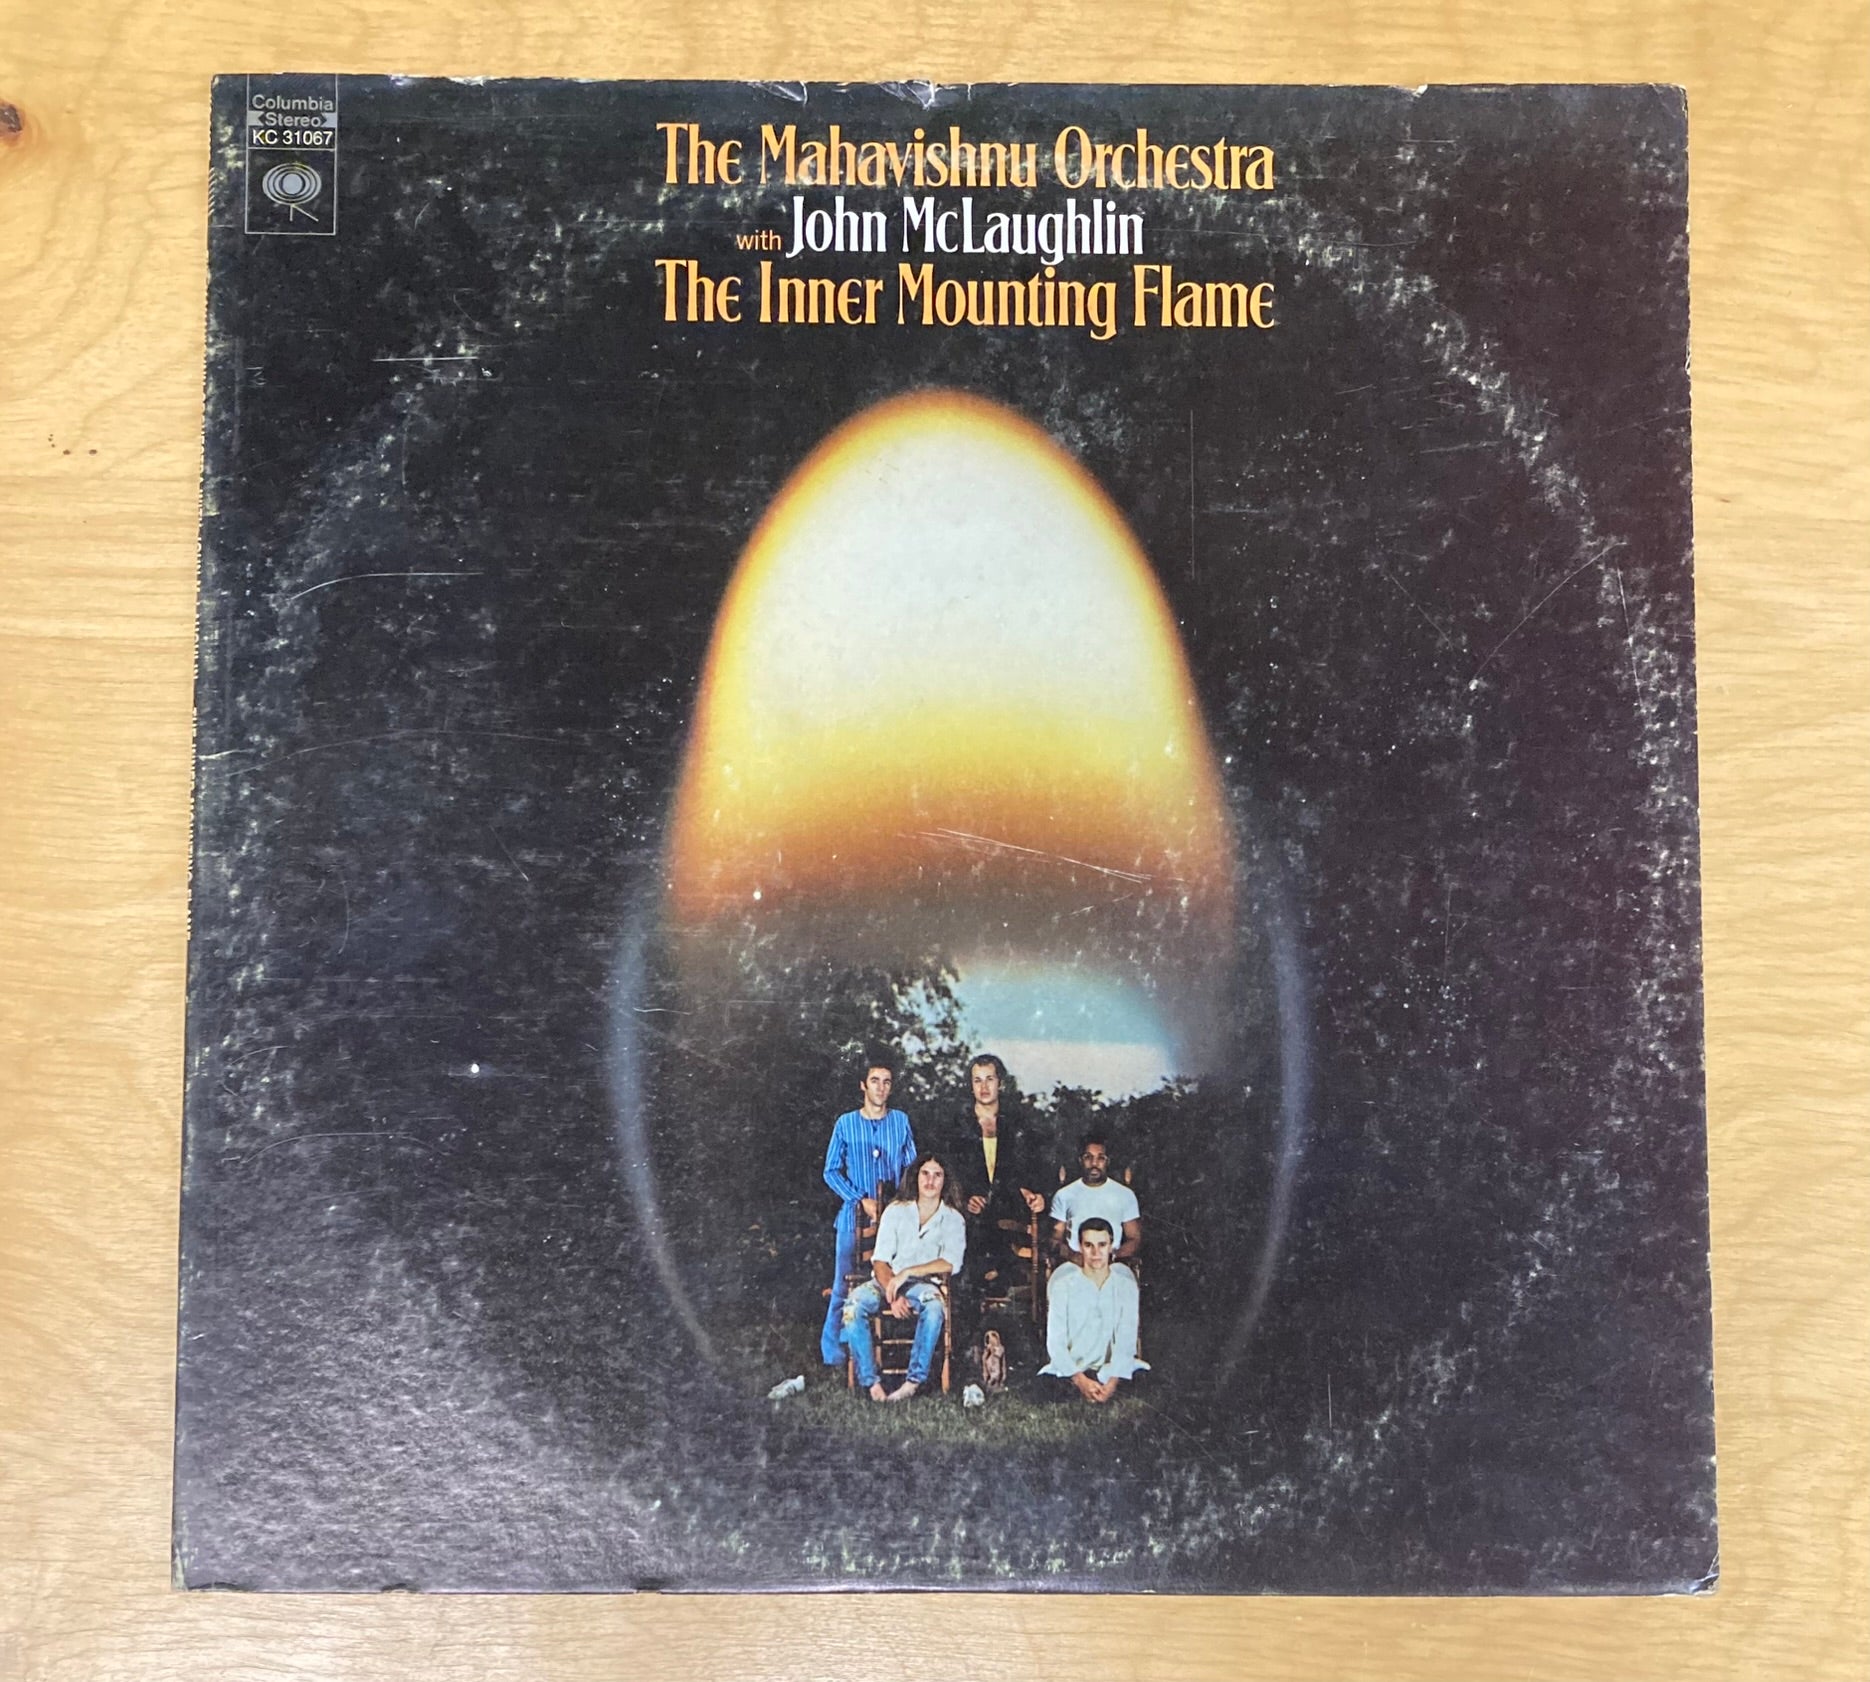 Columbia
Stereo
KC 31067
The Mahavishnu Orchestra
with John McLaughlin
The Inner Mounting Flame